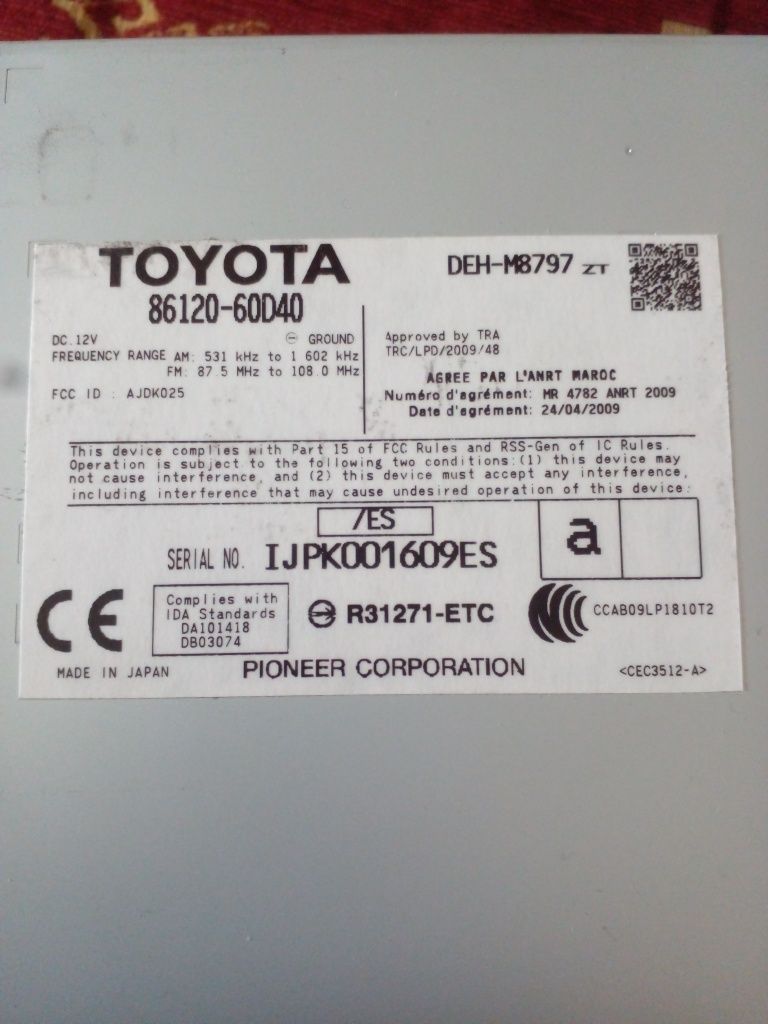 TOYOTA
86120-60D40
DEH-M8797 ZT
DC.12V ⊖ GROUND
FREQUENCY RANGE AM: 531 kHz to 1 602 kHz
FM: 87.5 MHz to 108.0 MHz
FCC ID : AJDK025
Approved by TRA
TRC/LPD/2009/48
AGREE PAR L'ANRT MAROC
Numéro d'agrément: MR 4782 ANRT 2009
Date d'agrément: 24/04/2009
This device complies with Part 15 of FCC Rules and RSS-Gen of IC Rules.
Operation is subject to the following two conditions:(1) this device may
not cause interference, and (2) this device must accept any interference,
including interference that may cause undesired operation of this device.
/ES
SERIAL NO. IJPK001609ES
a
CE
Complies with
IDA Standards
DA101418
DB03074
R31271-ETC
CCAB09LP1810T2
MADE IN JAPAN
PIONEER CORPORATION
<CEC3512-A>